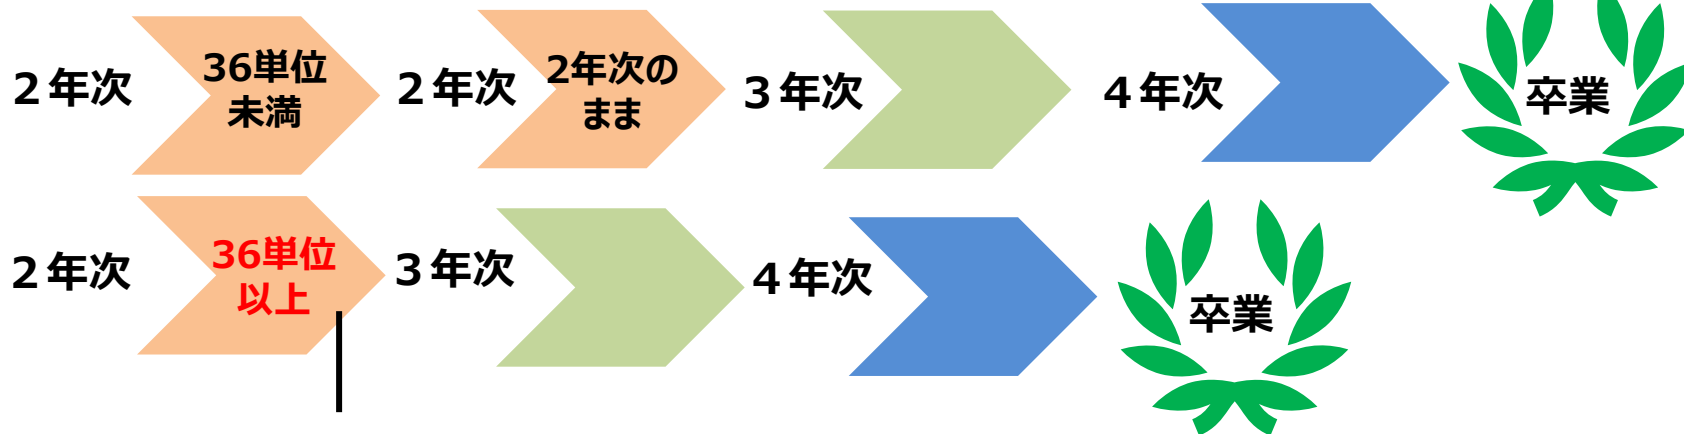 ２年次
36単位
未満
２年次
2年次の
まま
３年次
４年次
卒業
２年次
36単位
以上
３年次
４年次
卒業